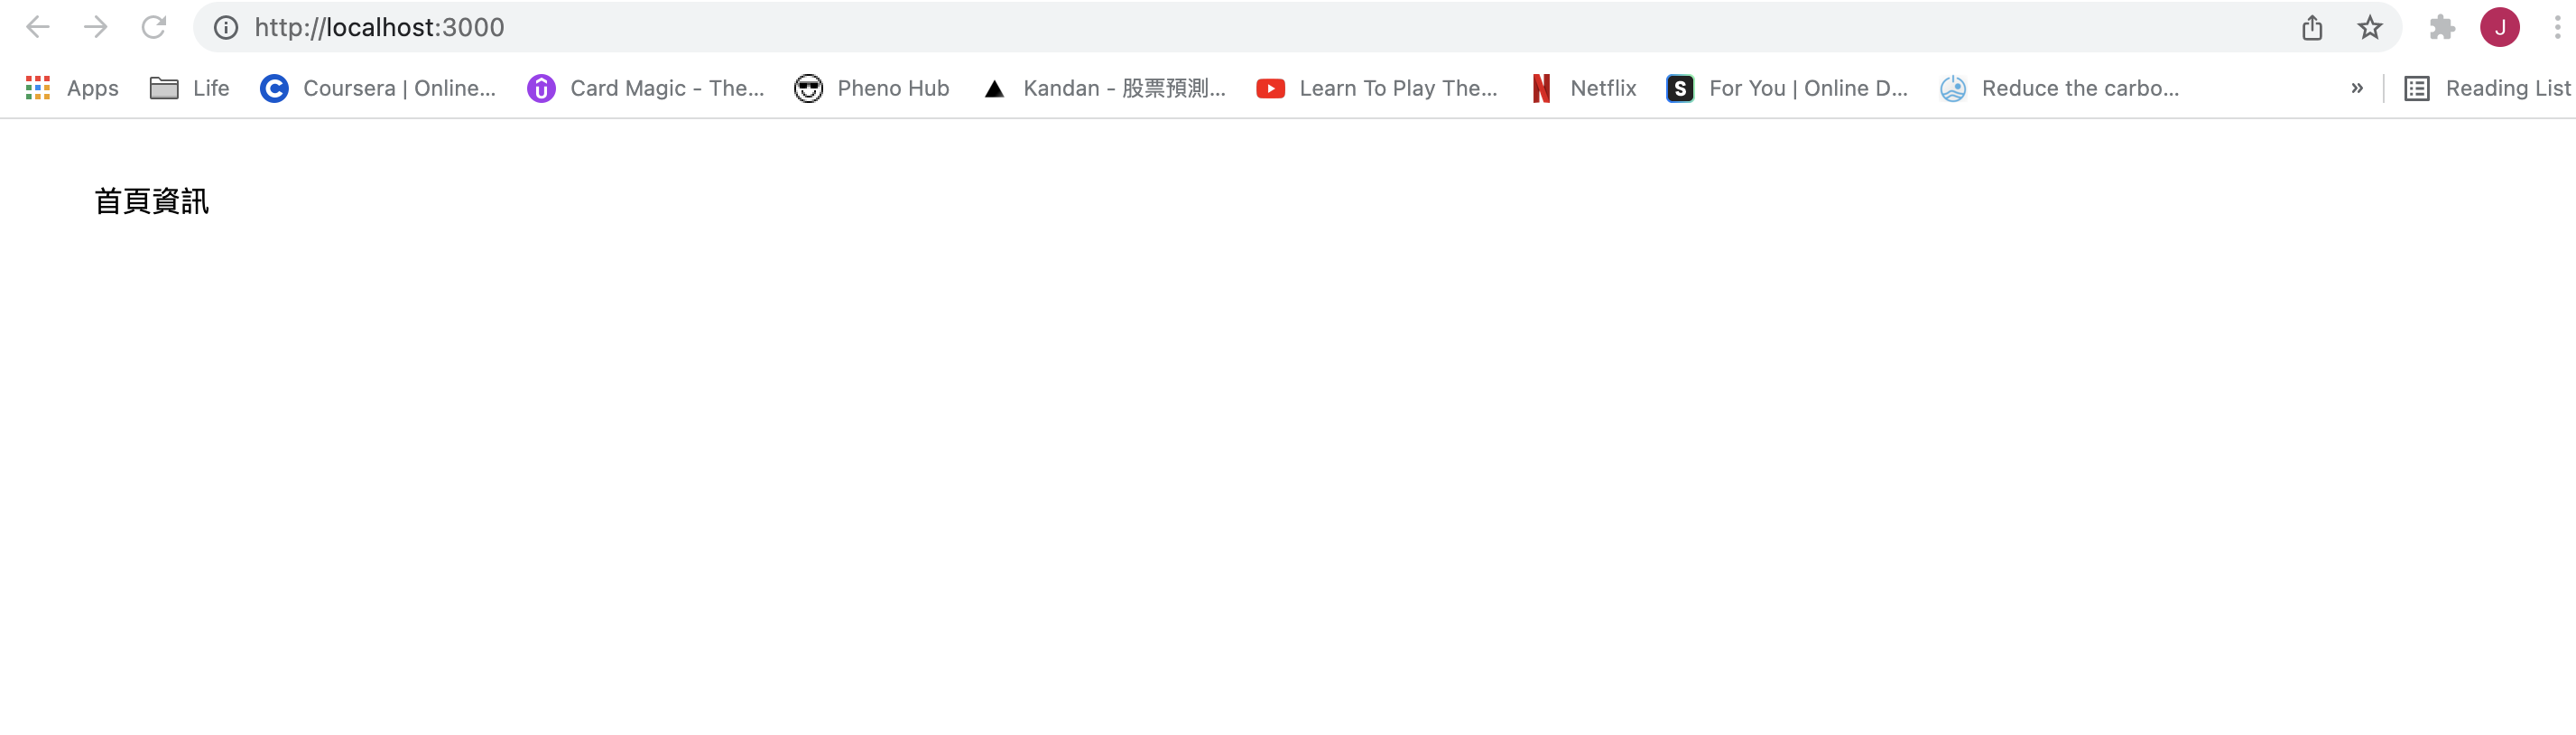 http://localhost:3000
J
Apps Life Coursera | Online... Card Magic - The... Pheno Hub Kandan - 股票預測... Learn To Play The... Netflix For You | Online D... Reduce the carbo... » Reading List
首頁資訊